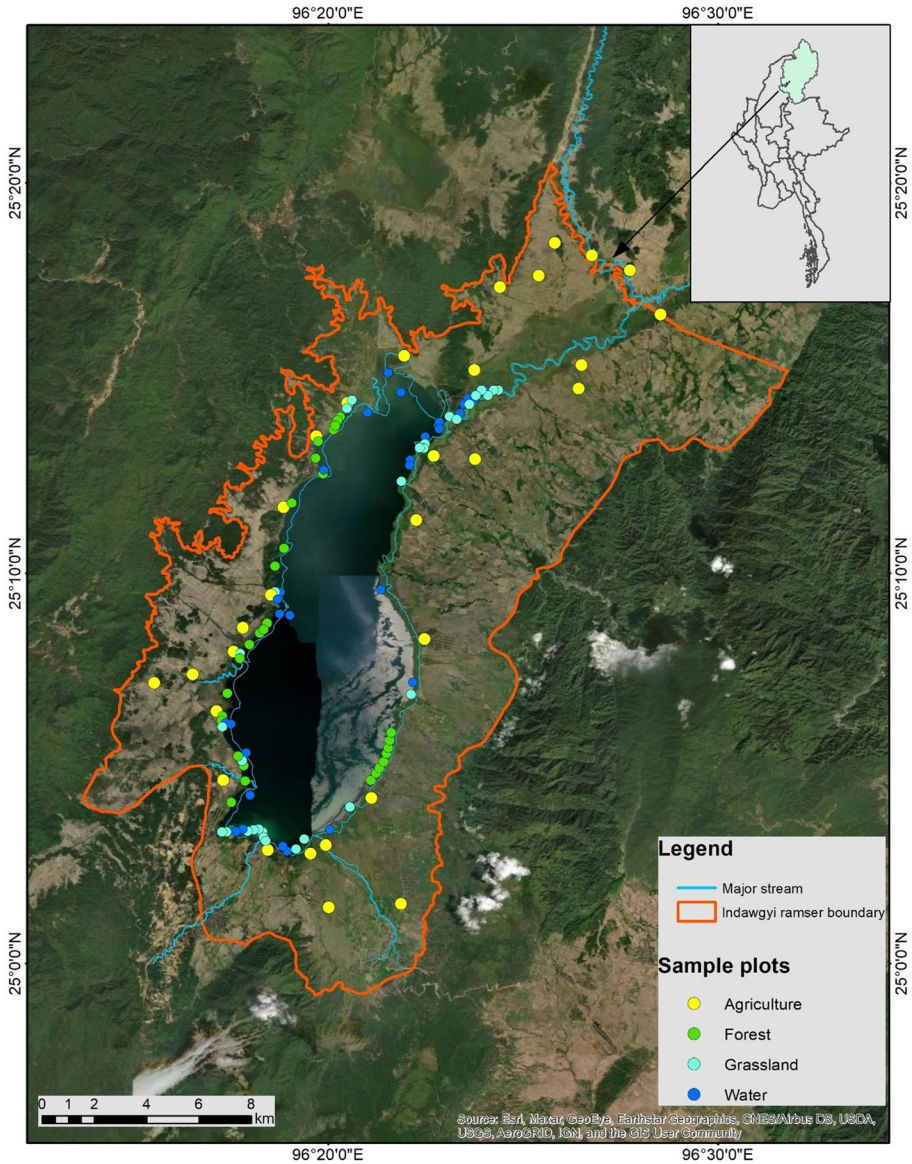 96°20'0"E 96°30'0"E
25°20'0"N 25°20'0"N
25°10'0"N 25°10'0"N
25°0'0"N 25°0'0"N
Legend
Major stream
Indawgyi ramser boundary
Sample plots
Agriculture
Forest
Grassland
Water
0 1 2 4 6 8
km
Source: Esri, Maxar, GeoEye, Earthstar Geographics, CNES/Airbus DS, USDA,
USGS, AeroGRID, IGN, and the GIS User Community
96°20'0"E 96°30'0"E